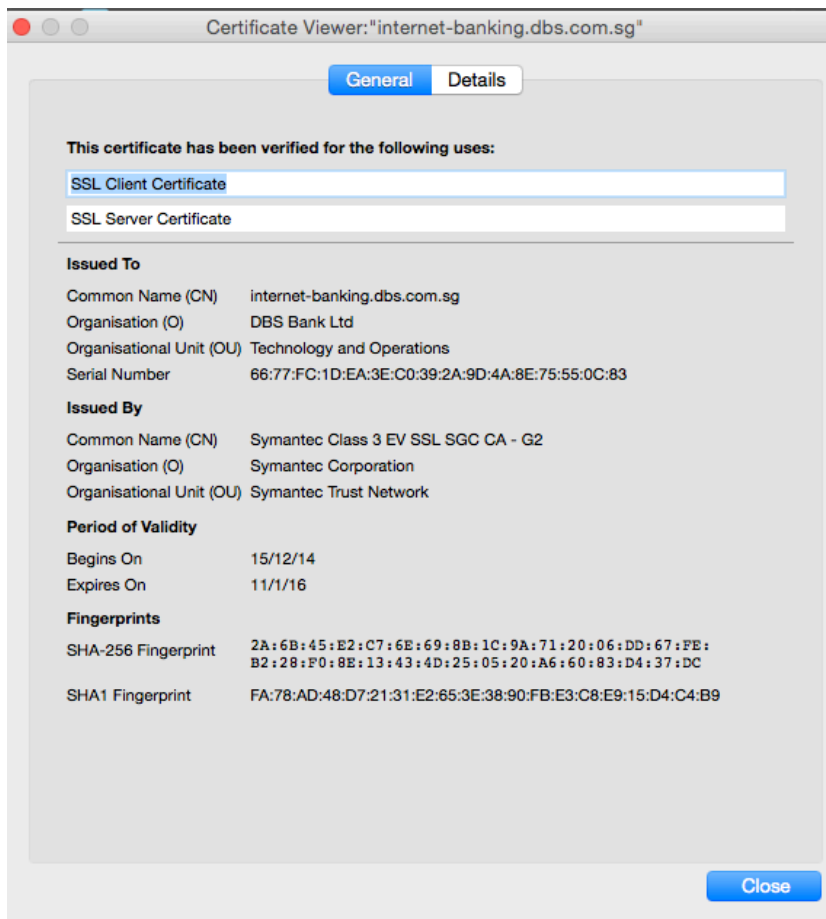 Certificate Viewer:"internet-banking.dbs.com.sg"
General Details
This certificate has been verified for the following uses:
SSL Client Certificate
SSL Server Certificate
Issued To
Common Name (CN) internet-banking.dbs.com.sg
Organisation (O) DBS Bank Ltd
Organisational Unit (OU) Technology and Operations
Serial Number 66:77:FC:1D:EA:3E:C0:39:2A:9D:4A:8E:75:55:0C:83
Issued By
Common Name (CN) Symantec Class 3 EV SSL SGC CA - G2
Organisation (O) Symantec Corporation
Organisational Unit (OU) Symantec Trust Network
Period of Validity
Begins On 15/12/14
Expires On 11/1/16
Fingerprints
SHA-256 Fingerprint 2A:6B:45:E2:C7:6E:69:8B:1C:9A:71:20:06:DD:67:FE:
B2:28:F0:8E:13:43:4D:25:05:20:A6:60:83:D4:37:DC
SHA1 Fingerprint FA:78:AD:48:D7:21:31:E2:65:3E:38:90:FB:E3:C8:E9:15:D4:C4:B9
Close